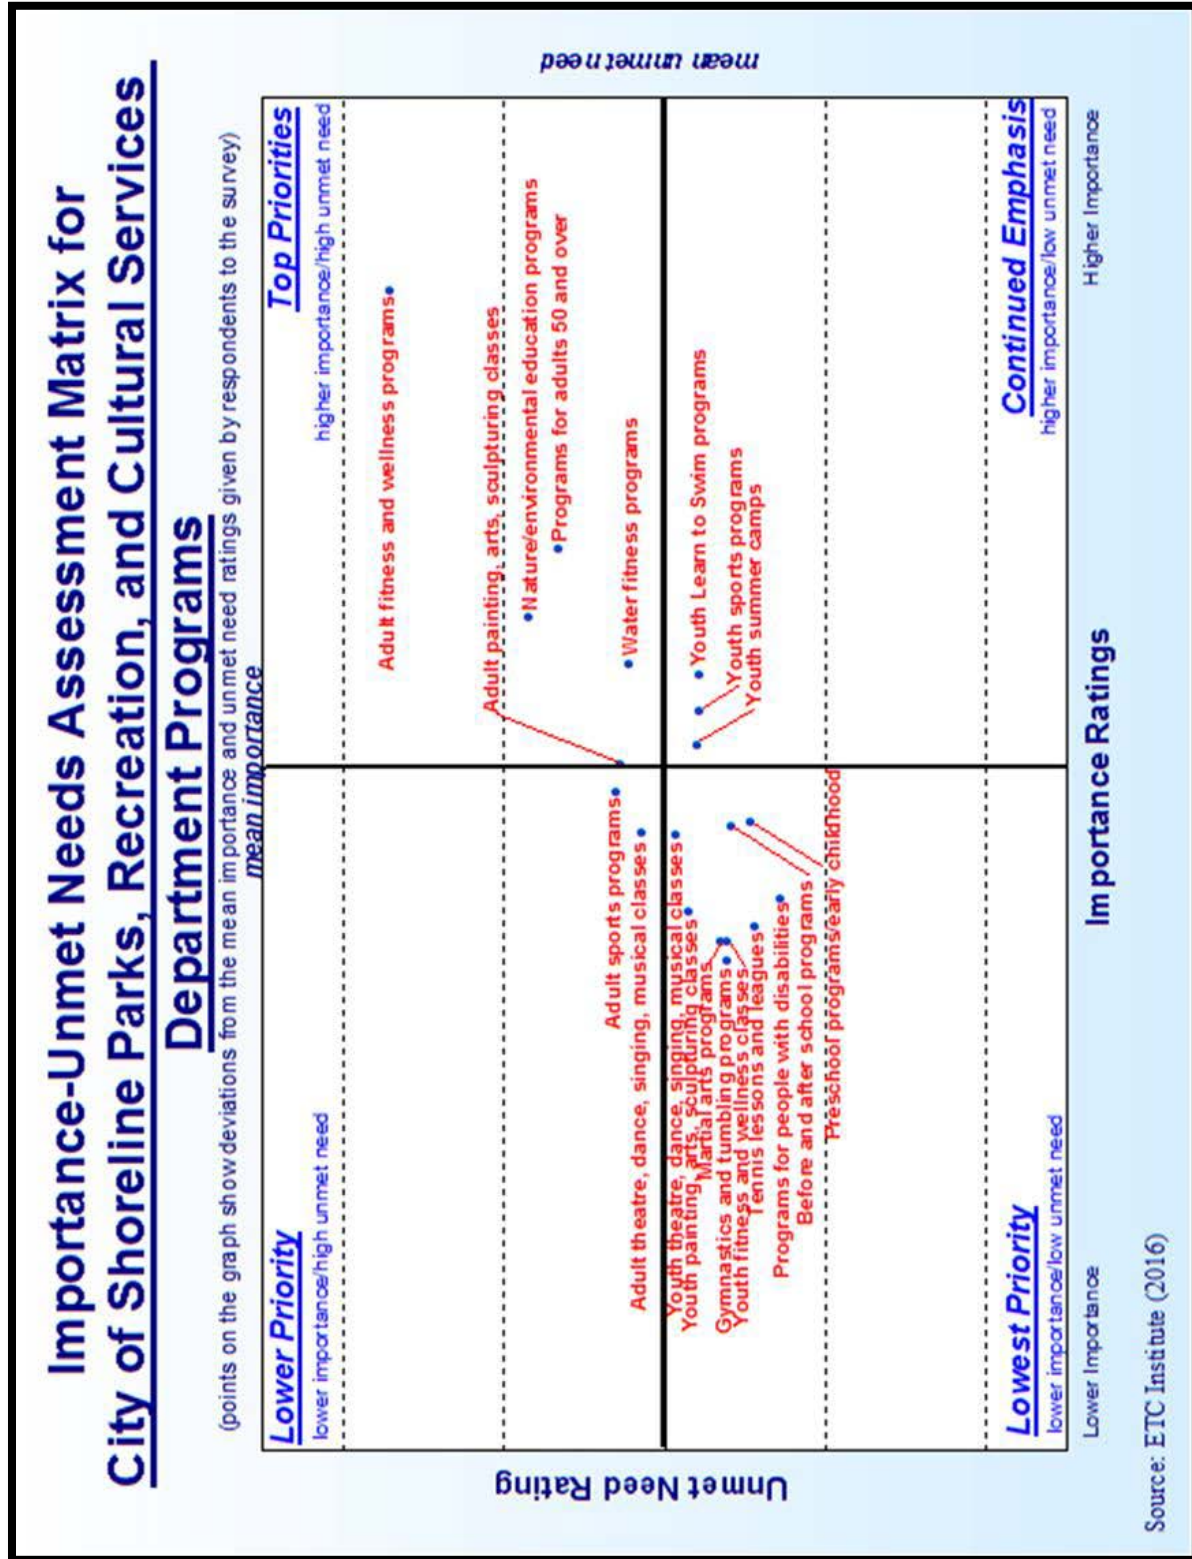 Importance-Unmet Needs Assessment Matrix for
City of Shoreline Parks, Recreation, and Cultural Services
Department Programs
(points on the graph show deviations from the mean importance and unmet need ratings given by respondents to the survey)
mean importance
Lower Priority
lower importance/high unmet need
Top Priorities
higher importance/high unmet need
Adult fitness and wellness programs
Adult painting, arts, sculpturing classes
Nature/environmental education programs
Programs for adults 50 and over
Adult sports programs
Water fitness programs
Adult theatre, dance, singing, musical classes
Unmet Need Rating
mean unmet need
Youth theatre, dance, singing, musical classes
Youth painting, arts, sculpturing classes
Youth Learn to Swim programs
Martial arts programs
Youth sports programs
Gymnastics and tumbling programs
Youth fitness and wellness classes
Youth summer camps
Tennis lessons and leagues
Programs for people with disabilities
Before and after school programs
Preschool programs/early childhood
Lowest Priority
lower importance/low unmet need
Continued Emphasis
higher importance/low unmet need
Lower Importance
Importance Ratings
Higher Importance
Source: ETC Institute (2016)